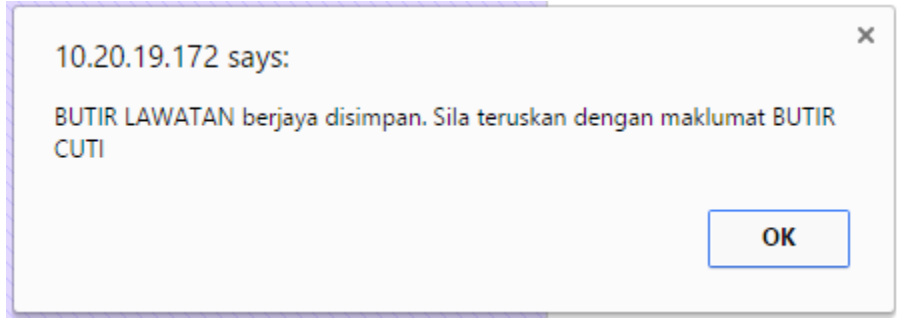 10.20.19.172 says:
BUTIR LAWATAN berjaya disimpan. Sila teruskan dengan maklumat BUTIR
CUTI
OK